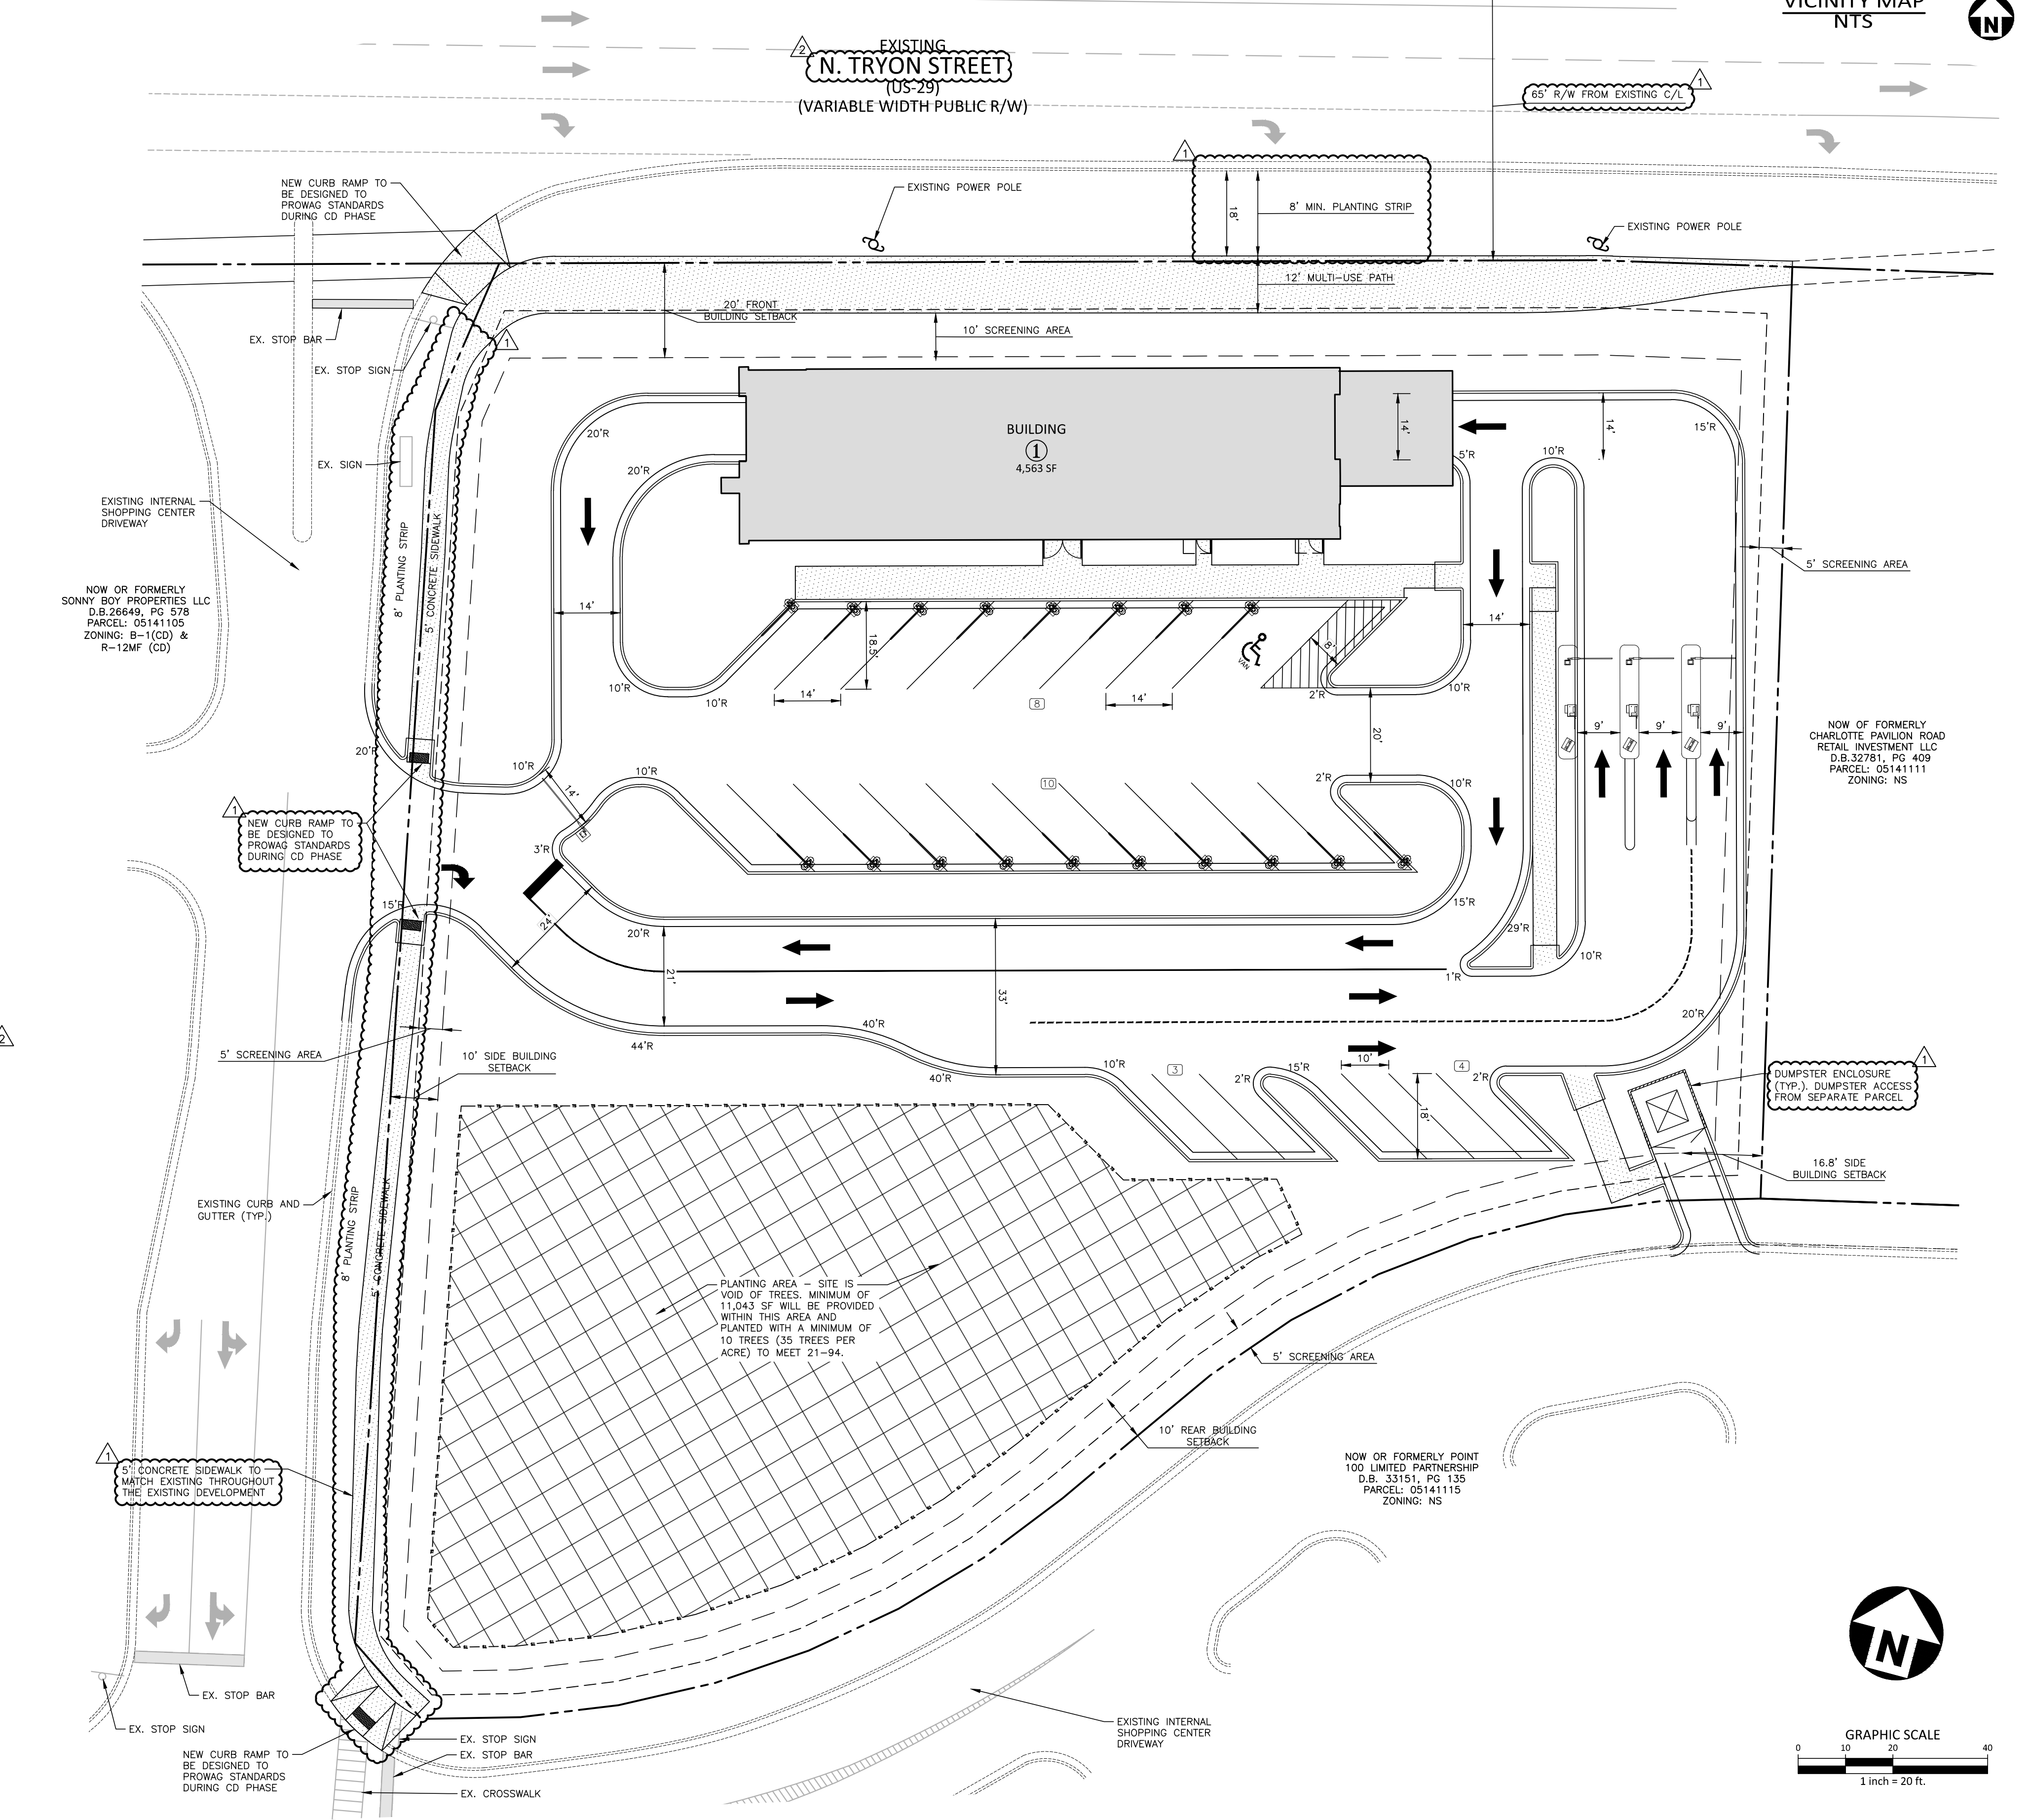 VICINITY MAP
NTS
N
2
EXISTING
N. TRYON STREET
(US-29)
(VARIABLE WIDTH PUBLIC R/W)
65' R/W FROM EXISTING C/L
1
1
NEW CURB RAMP TO
BE DESIGNED TO
PROWAG STANDARDS
DURING CD PHASE
EXISTING POWER POLE
18'
8' MIN. PLANTING STRIP
EXISTING POWER POLE
12' MULTI-USE PATH
20' FRONT
BUILDING SETBACK
10' SCREENING AREA
EX. STOP BAR
1
EX. STOP SIGN
BUILDING
1
4,563 SF
14'
14'
20'R
15'R
20'R
5'R
10'R
EX. SIGN
EXISTING INTERNAL
SHOPPING CENTER
DRIVEWAY
8' PLANTING STRIP
5' CONCRETE SIDEWALK
5' SCREENING AREA
NOW OR FORMERLY
SONNY BOY PROPERTIES LLC
D.B.26649, PG 578
PARCEL: 05141105
ZONING: B-1(CD) &
R-12MF (CD)
14'
14'
18.5'
8'
VAN
10'R
10'R
2'R
10'R
14'
8
14'
20'
9'
9'
9'
NOW OF FORMERLY
CHARLOTTE PAVILION ROAD
RETAIL INVESTMENT LLC
D.B.32781, PG 409
PARCEL: 05141111
ZONING: NS
20'R
10'R
10'R
10
2'R
10'R
14'
1
NEW CURB RAMP TO
BE DESIGNED TO
PROWAG STANDARDS
DURING CD PHASE
3'R
15'R
24'
20'R
15'R
29'R
10'R
1'R
21'
33'
20'R
2
40'R
44'R
5' SCREENING AREA
10' SIDE BUILDING
SETBACK
40'R
10'R
3
2'R
15'R
10'
4
2'R
18'
1
DUMPSTER ENCLOSURE
(TYP.). DUMPSTER ACCESS
FROM SEPARATE PARCEL
16.8' SIDE
BUILDING SETBACK
EXISTING CURB AND
GUTTER (TYP.)
8' PLANTING STRIP
5' CONCRETE SIDEWALK
PLANTING AREA - SITE IS
VOID OF TREES. MINIMUM OF
11,043 SF WILL BE PROVIDED
WITHIN THIS AREA AND
PLANTED WITH A MINIMUM OF
10 TREES (35 TREES PER
ACRE) TO MEET 21-94.
5' SCREENING AREA
10' REAR BUILDING
SETBACK
1
5' CONCRETE SIDEWALK TO
MATCH EXISTING THROUGHOUT
THE EXISTING DEVELOPMENT
NOW OR FORMERLY POINT
100 LIMITED PARTNERSHIP
D.B. 33151, PG 135
PARCEL: 05141115
ZONING: NS
N
EX. STOP BAR
EX. STOP SIGN
NEW CURB RAMP TO
BE DESIGNED TO
PROWAG STANDARDS
DURING CD PHASE
EX. STOP SIGN
EX. STOP BAR
EX. CROSSWALK
EXISTING INTERNAL
SHOPPING CENTER
DRIVEWAY
GRAPHIC SCALE
0 10 20 40
1 inch = 20 ft.